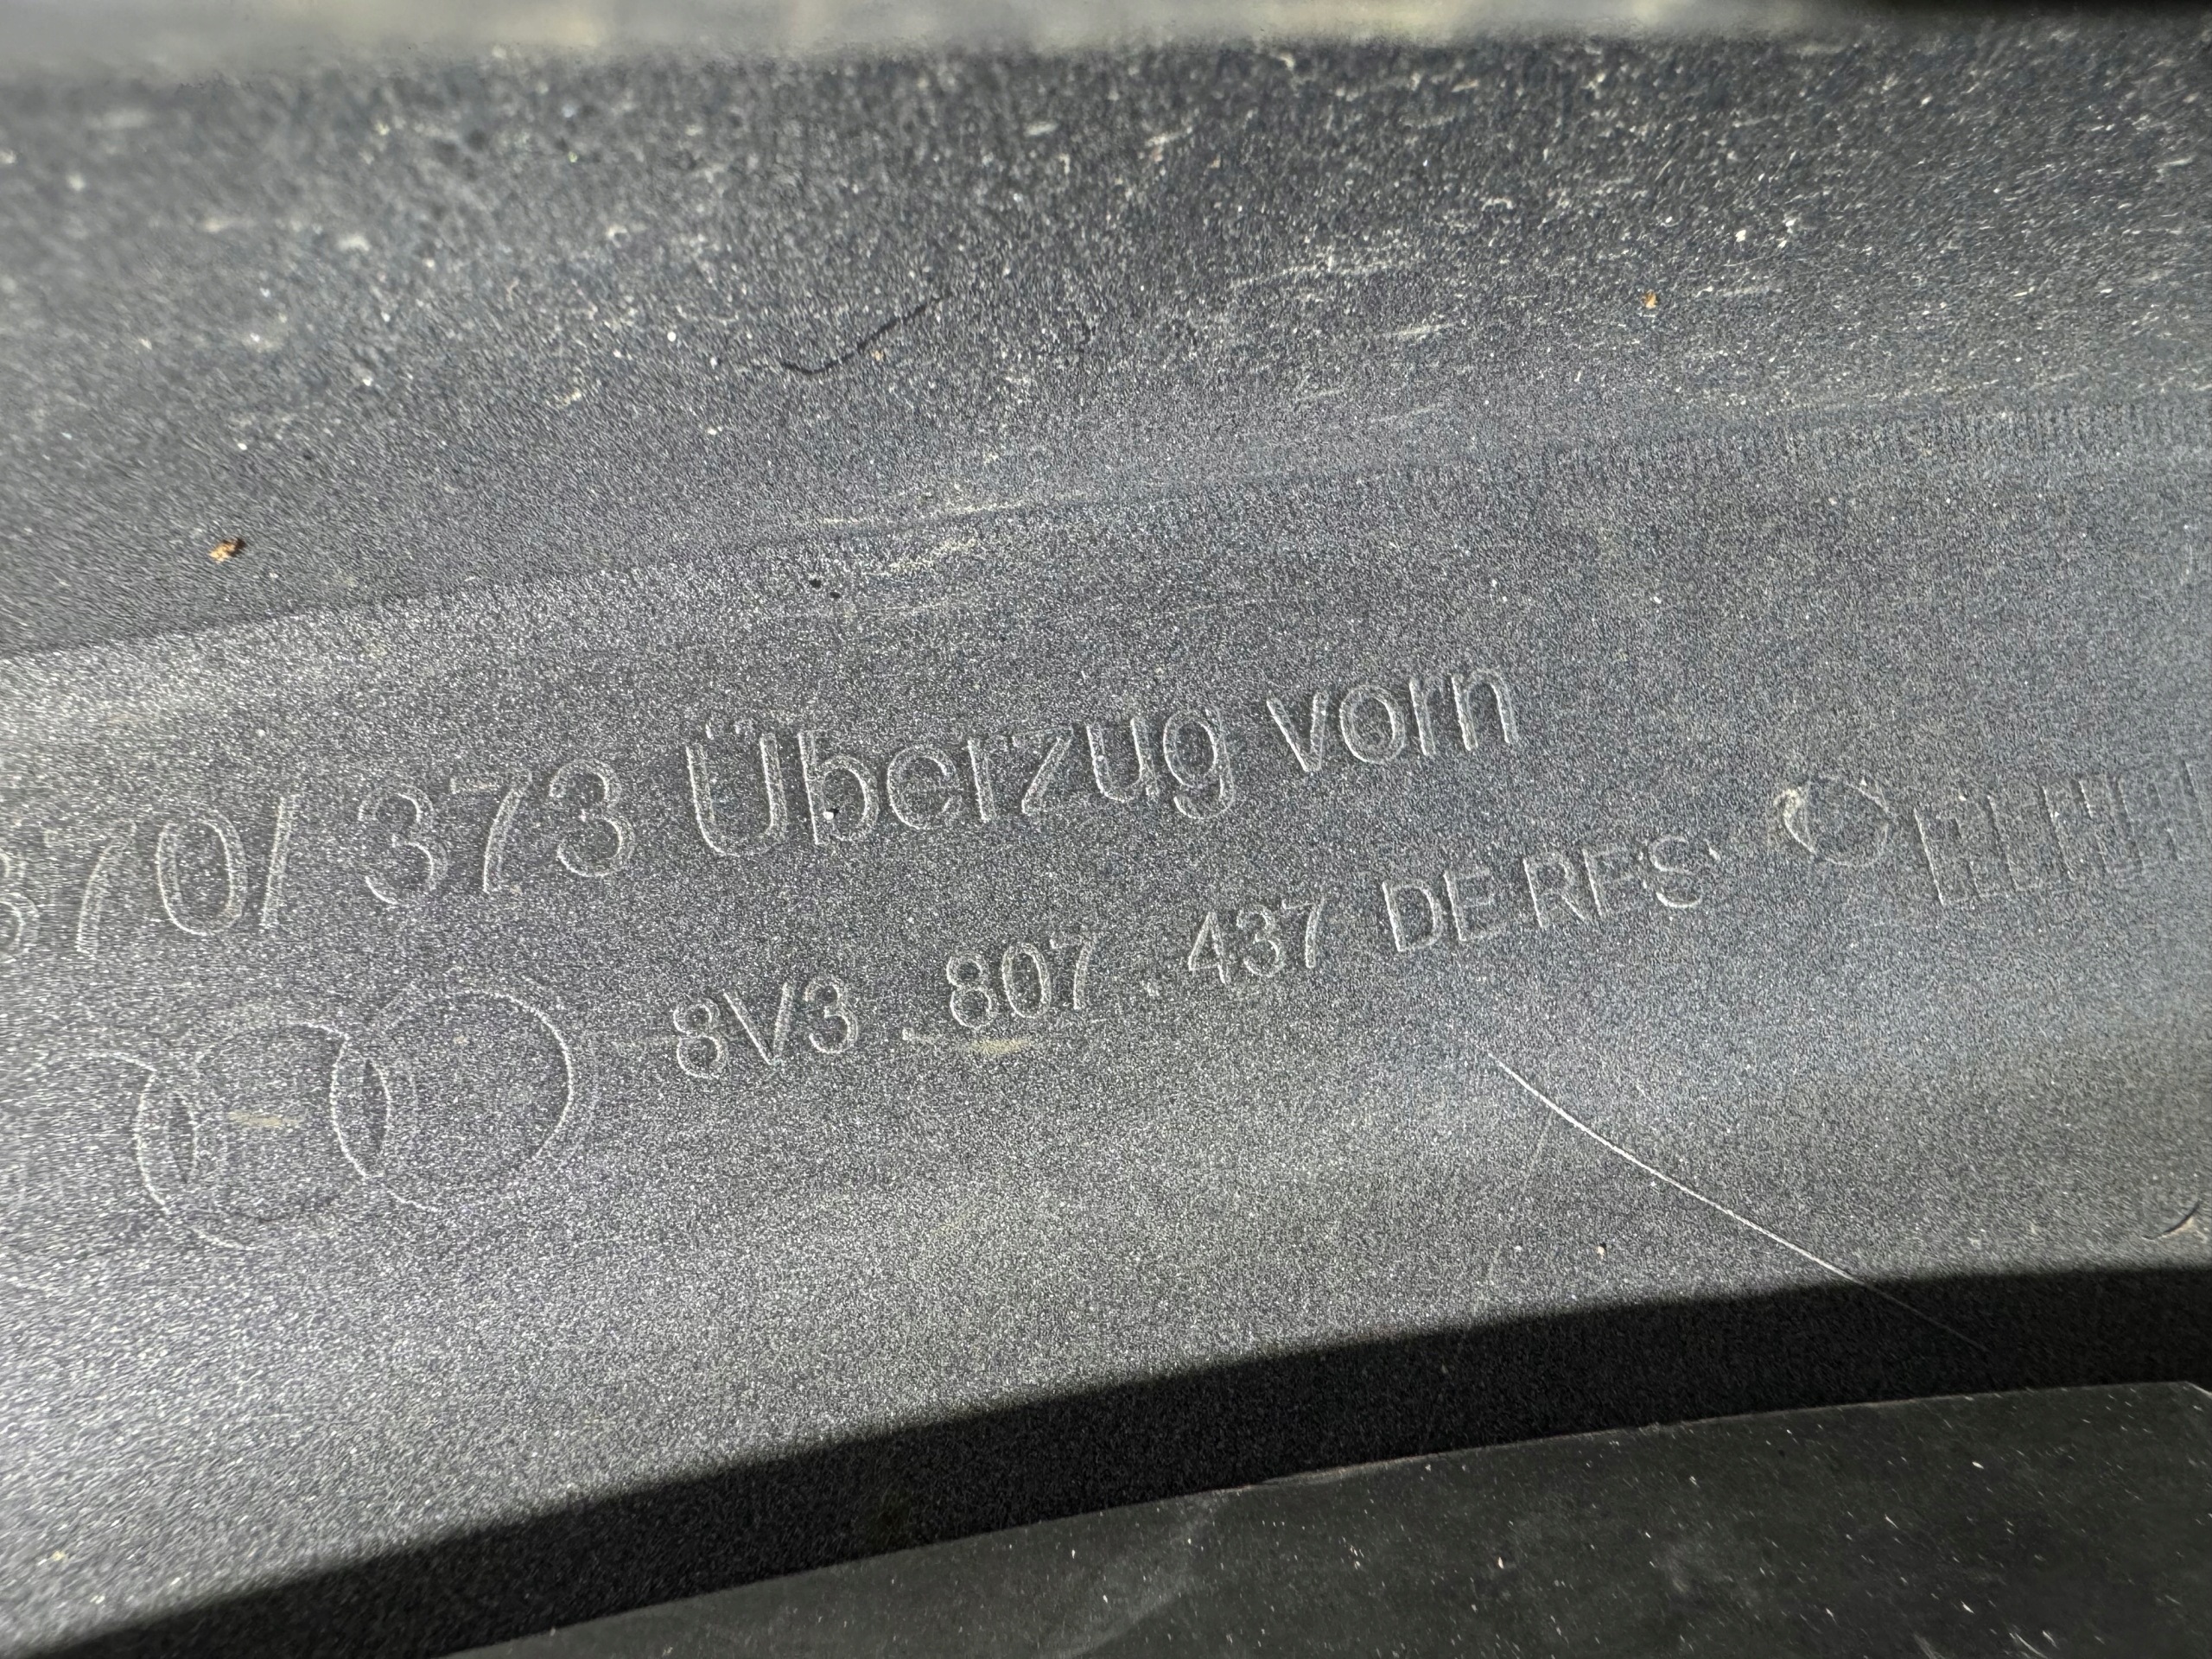 370/ 373 Überzug vorn
8V3 . 807 . 437 DE RFS